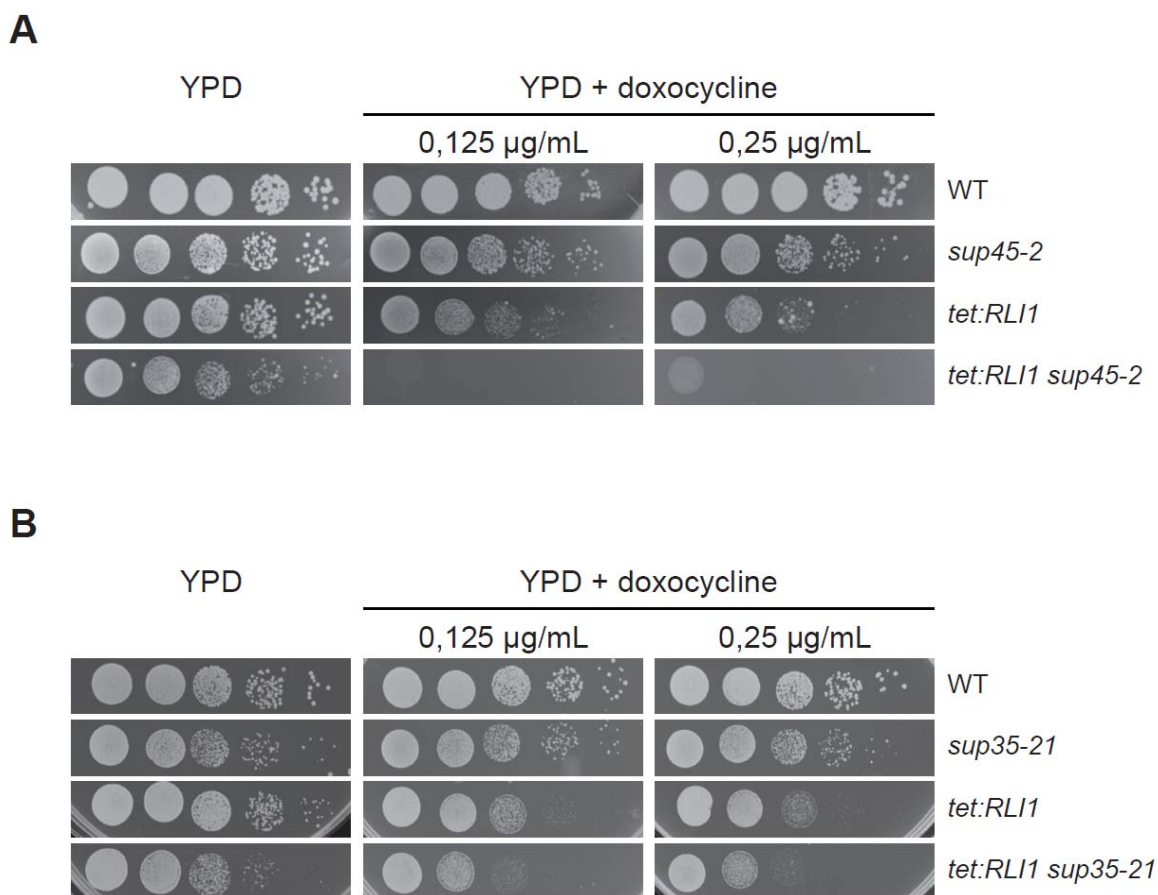 A
YPD
YPD + doxocycline
0,125 µg/mL
0,25 µg/mL
WT
sup45-2
tet:RLI1
tet:RLI1 sup45-2
B
YPD
YPD + doxocycline
0,125 µg/mL
0,25 µg/mL
WT
sup35-21
tet:RLI1
tet:RLI1 sup35-21